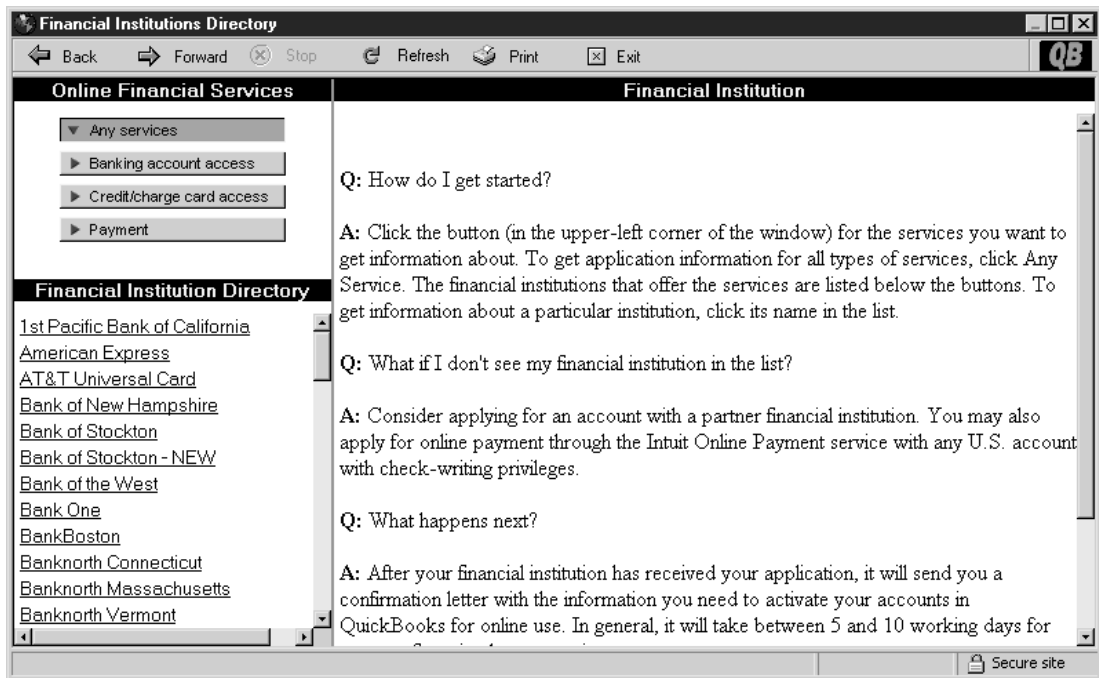 Financial Institutions Directory
Back Forward Stop Refresh Print Exit QB
Online Financial Services
Any services
Banking account access
Credit/charge card access
Payment
Financial Institution Directory
1st Pacific Bank of California
American Express
AT&T Universal Card
Bank of New Hampshire
Bank of Stockton
Bank of Stockton - NEW
Bank of the West
Bank One
BankBoston
Banknorth Connecticut
Banknorth Massachusetts
Banknorth Vermont
Financial Institution
Q: How do I get started?
A: Click the button (in the upper-left corner of the window) for the services you want to
get information about. To get application information for all types of services, click Any
Service. The financial institutions that offer the services are listed below the buttons. To
get information about a particular institution, click its name in the list.
Q: What if I don't see my financial institution in the list?
A: Consider applying for an account with a partner financial institution. You may also
apply for online payment through the Intuit Online Payment service with any U.S. account
with check-writing privileges.
Q: What happens next?
A: After your financial institution has received your application, it will send you a
confirmation letter with the information you need to activate your accounts in
QuickBooks for online use. In general, it will take between 5 and 10 working days for
Secure site